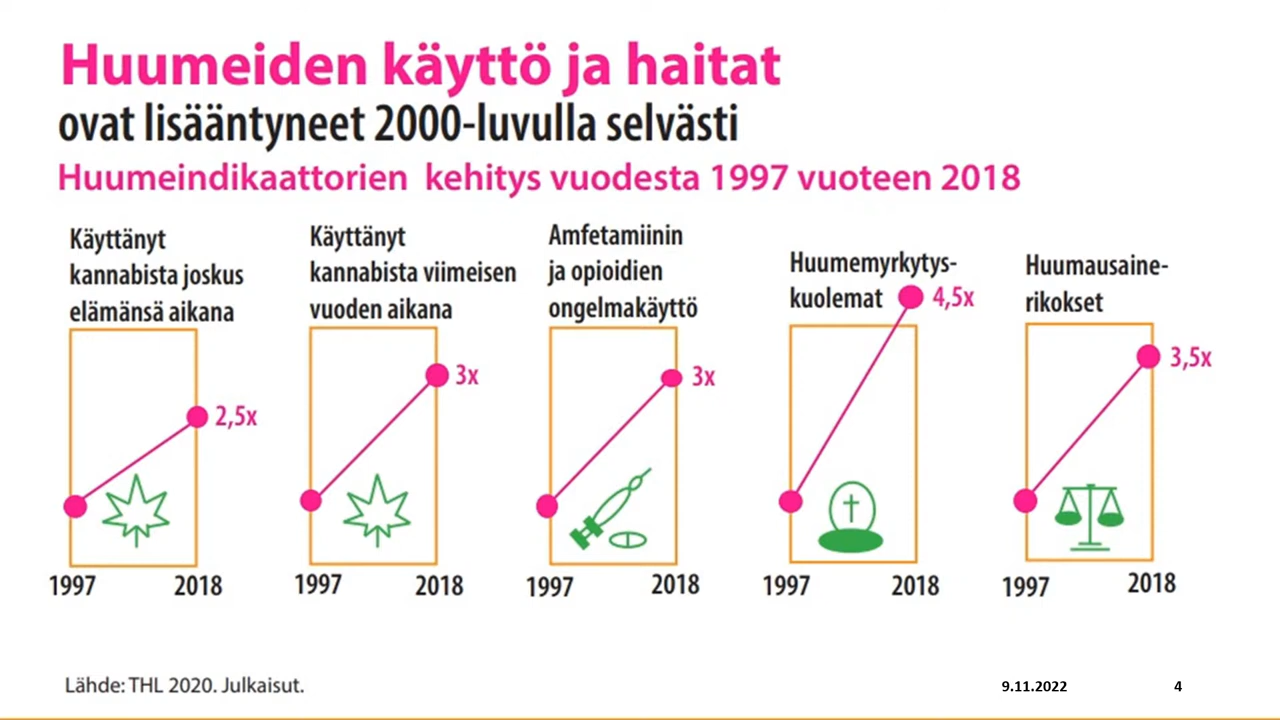 Huumeiden käyttö ja haitat
ovat lisääntyneet 2000-luvulla selvästi
Huumeindikaattorien kehitys vuodesta 1997 vuoteen 2018
Käyttänyt
kannabista joskus
elämänsä aikana
2,5x
1997 2018
Käyttänyt
kannabista viimeisen
vuoden aikana
3x
1997 2018
Amfetamiinin
ja opioidien
ongelmakäyttö
3x
1997 2018
Huumemyrkytys-
kuolemat 4,5x
1997 2018
Huumausaine-
rikokset
3,5x
1997 2018
Lähde: THL 2020. Julkaisut.
9.11.2022 4